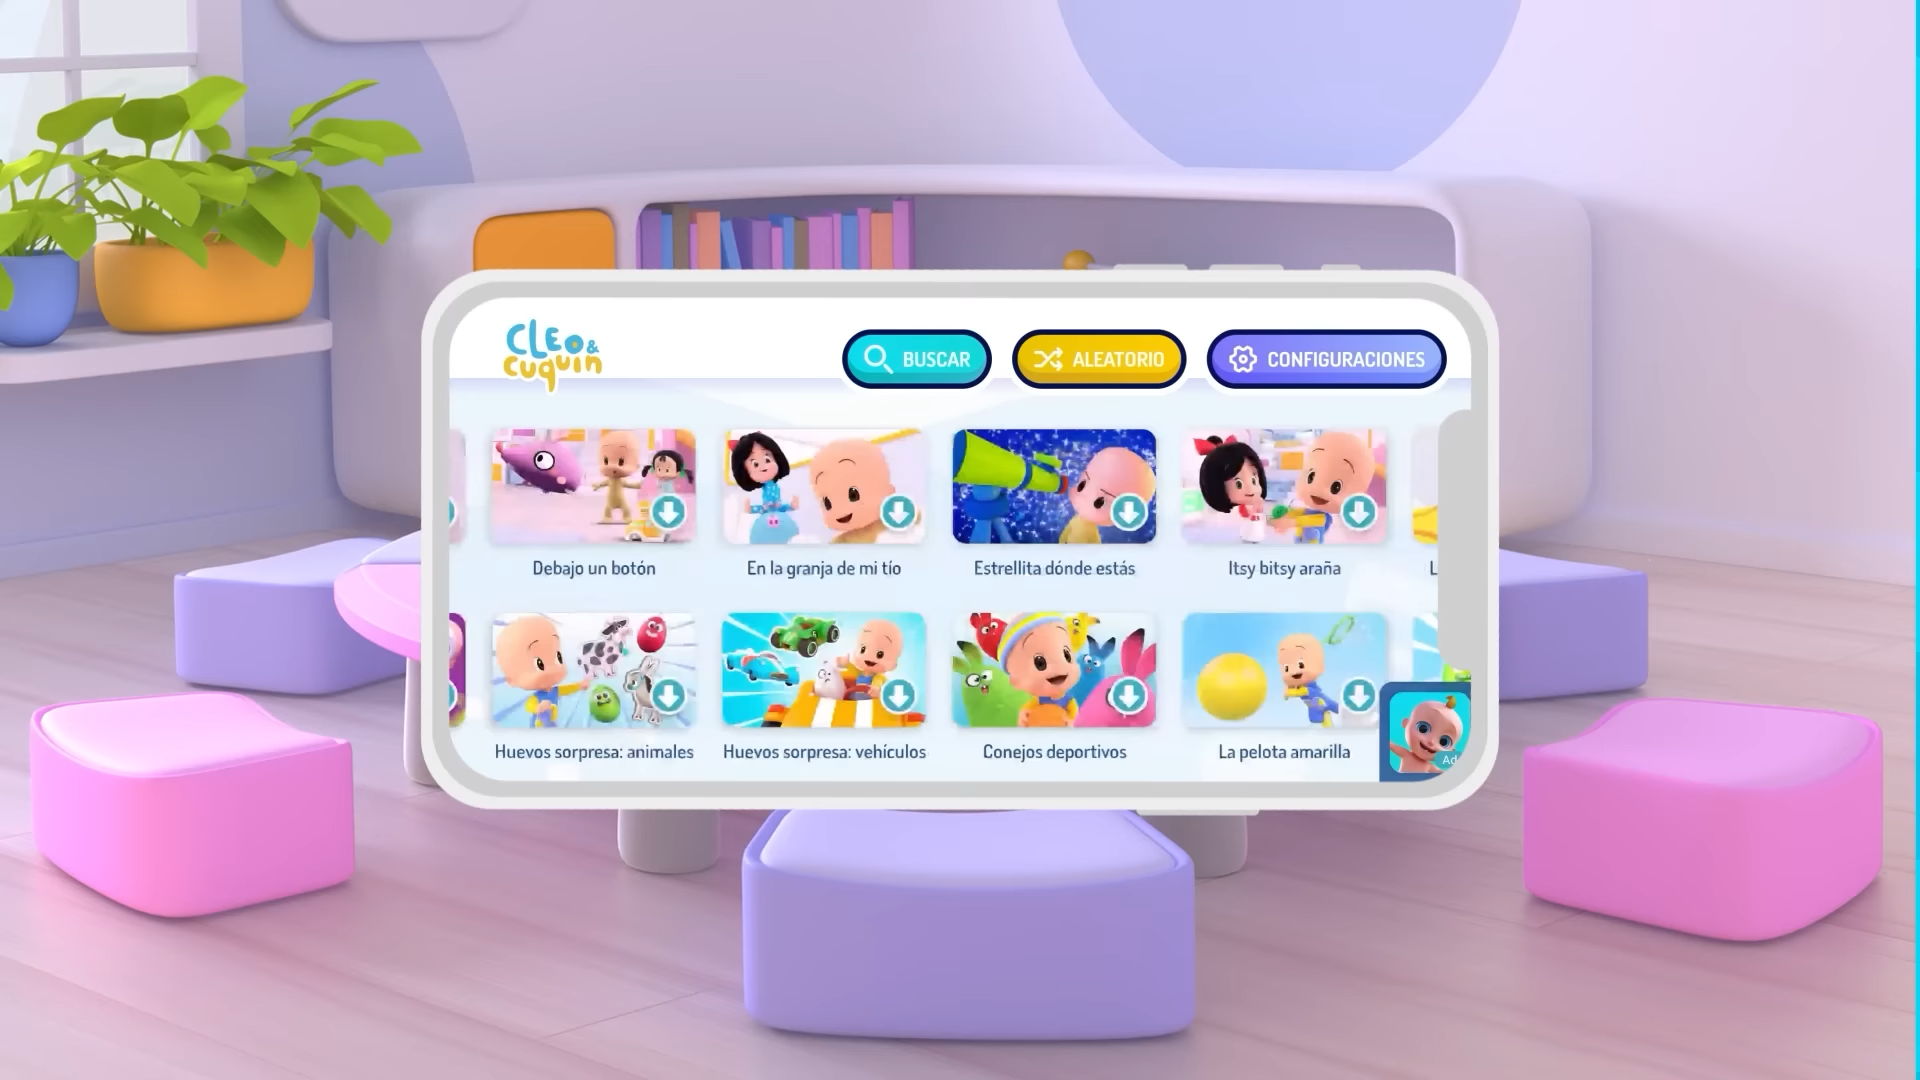 CLEO &
CUQUIN
BUSCAR
ALEATORIO
CONFIGURACIONES
Debajo un botón
En la granja de mi tío
Estrellita dónde estás
Itsy bitsy araña
L
Huevos sorpresa: animales
Huevos sorpresa: vehículos
Conejos deportivos
La pelota amarilla
Ad